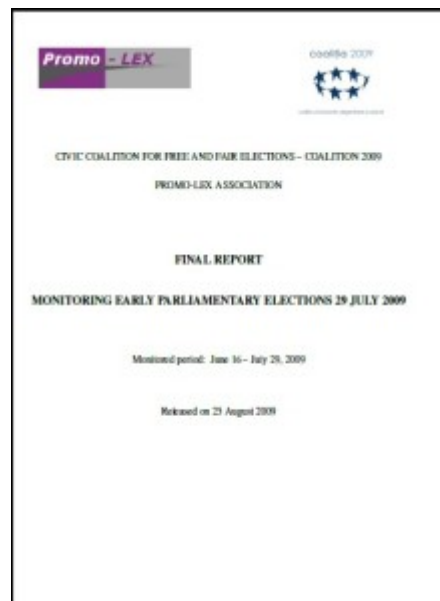 Promo - LEX
coaliția 2009
CIVIC COALITION FOR FREE AND FAIR ELECTIONS – COALITION 2009
PROMO-LEX ASSOCIATION
FINAL REPORT
MONITORING EARLY PARLIAMENTARY ELECTIONS 29 JULY 2009
Monitored period: June 16 – July 29, 2009
Released on 25 August 2009